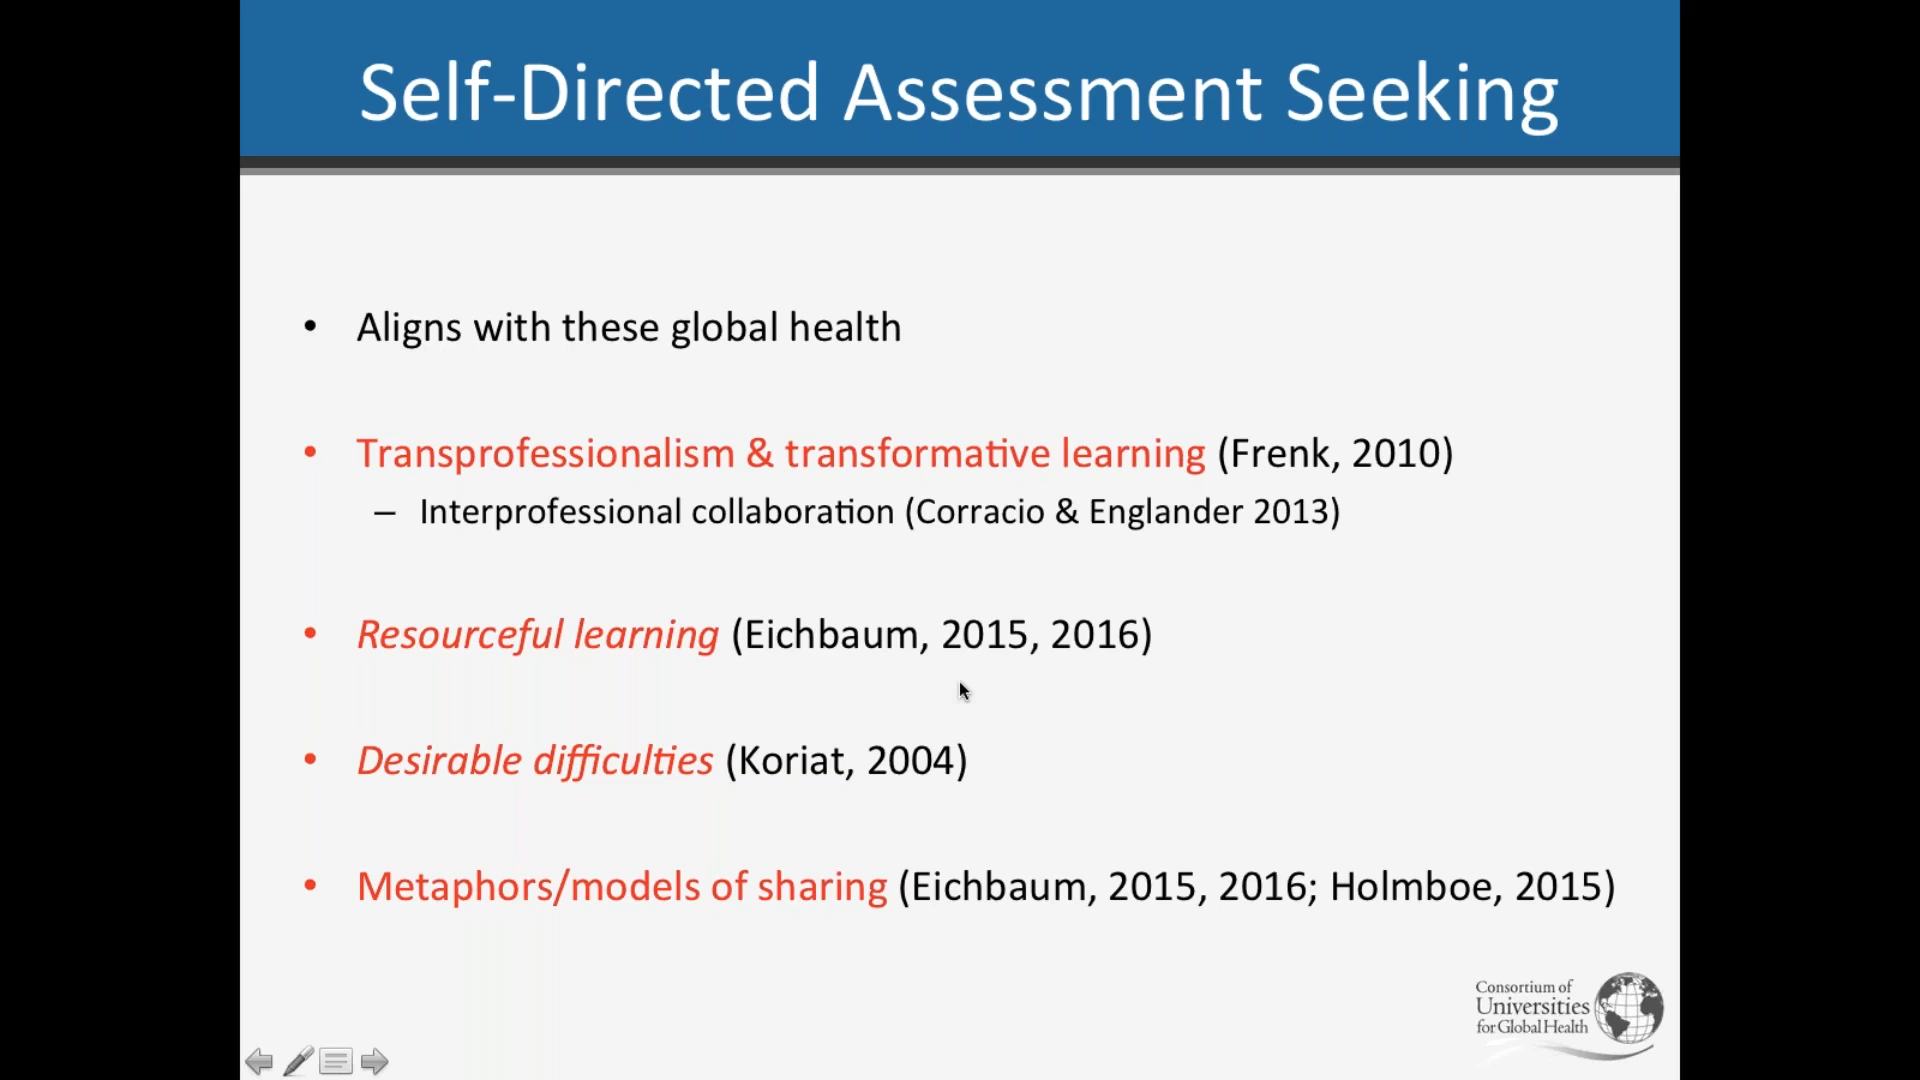 Self-Directed Assessment Seeking
• Aligns with these global health
• Transprofessionalism & transformative learning (Frenk, 2010)
– Interprofessional collaboration (Corracio & Englander 2013)
• Resourceful learning (Eichbaum, 2015, 2016)
• Desirable difficulties (Koriat, 2004)
• Metaphors/models of sharing (Eichbaum, 2015, 2016; Holmboe, 2015)
Consortium of
Universities
for Global Health